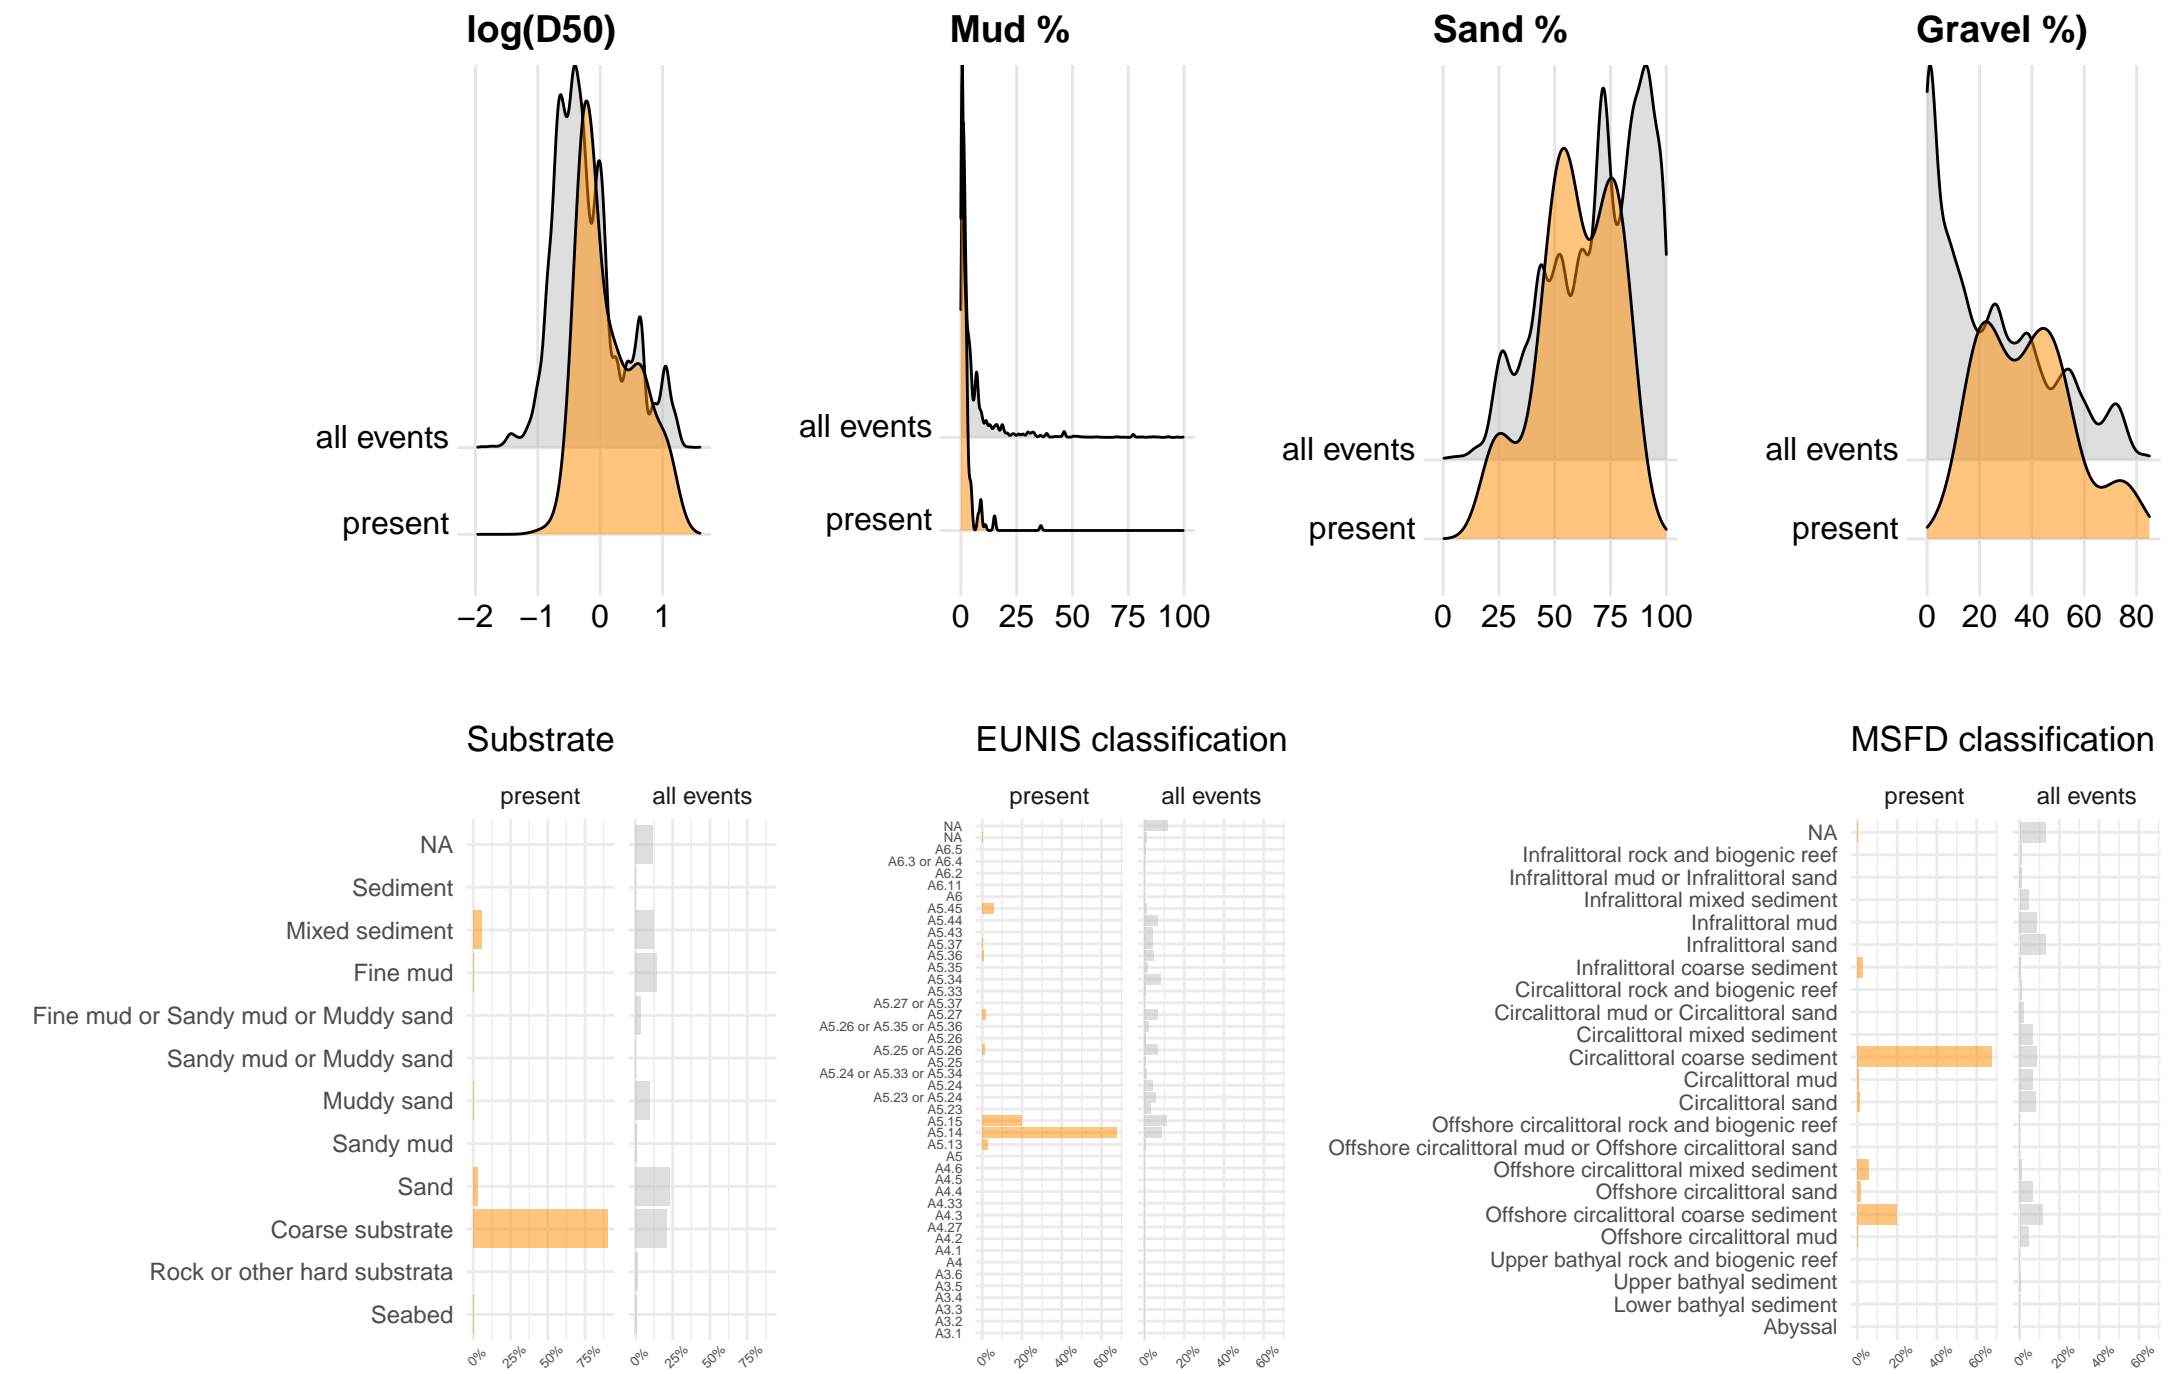 log(D50)
Mud %
Sand %
Gravel %)
all events
present
−2 −1 0 1
all events
present
0 25 50 75 100
all events
present
0 25 50 75 100
all events
present
0 20 40 60 80
Substrate
present all events
NA
Sediment
Mixed sediment
Fine mud
Fine mud or Sandy mud or Muddy sand
Sandy mud or Muddy sand
Muddy sand
Sandy mud
Sand
Coarse substrate
Rock or other hard substrata
Seabed
0% 25% 50% 75% 0% 25% 50% 75%
EUNIS classification
present all events
NA
NA
A6.5
A6.3 or A6.4
A6.2
A6.11
A6
A5.45
A5.44
A5.43
A5.37
A5.36
A5.35
A5.34
A5.33
A5.27 or A5.37
A5.27
A5.26 or A5.35 or A5.36
A5.26
A5.25 or A5.26
A5.25
A5.24 or A5.33 or A5.34
A5.24
A5.23 or A5.24
A5.23
A5.15
A5.14
A5.13
A5
A4.6
A4.5
A4.4
A4.33
A4.3
A4.27
A4.2
A4.1
A4
A3.6
A3.5
A3.4
A3.3
A3.2
A3.1
0% 20% 40% 60% 0% 20% 40% 60%
MSFD classification
present all events
NA
Infralittoral rock and biogenic reef
Infralittoral mud or Infralittoral sand
Infralittoral mixed sediment
Infralittoral mud
Infralittoral sand
Infralittoral coarse sediment
Circalittoral rock and biogenic reef
Circalittoral mud or Circalittoral sand
Circalittoral mixed sediment
Circalittoral coarse sediment
Circalittoral mud
Circalittoral sand
Offshore circalittoral rock and biogenic reef
Offshore circalittoral mud or Offshore circalittoral sand
Offshore circalittoral mixed sediment
Offshore circalittoral sand
Offshore circalittoral coarse sediment
Offshore circalittoral mud
Upper bathyal rock and biogenic reef
Upper bathyal sediment
Lower bathyal sediment
Abyssal
0% 20% 40% 60% 0% 20% 40% 60%